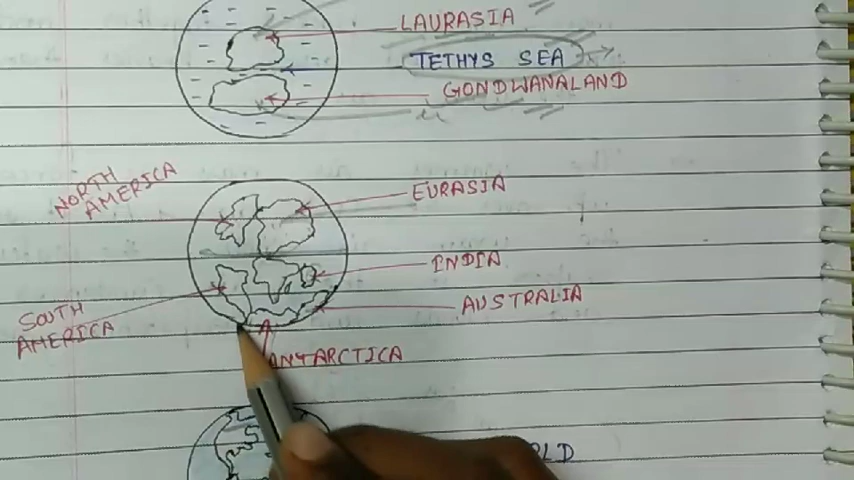 LAURASIA
TETHYS SEA
GONDWANALAND
NORTH
AMERICA
EURASIA
INDIA
AUSTRALIA
SOUTH
AMERICA
ANTARCTICA